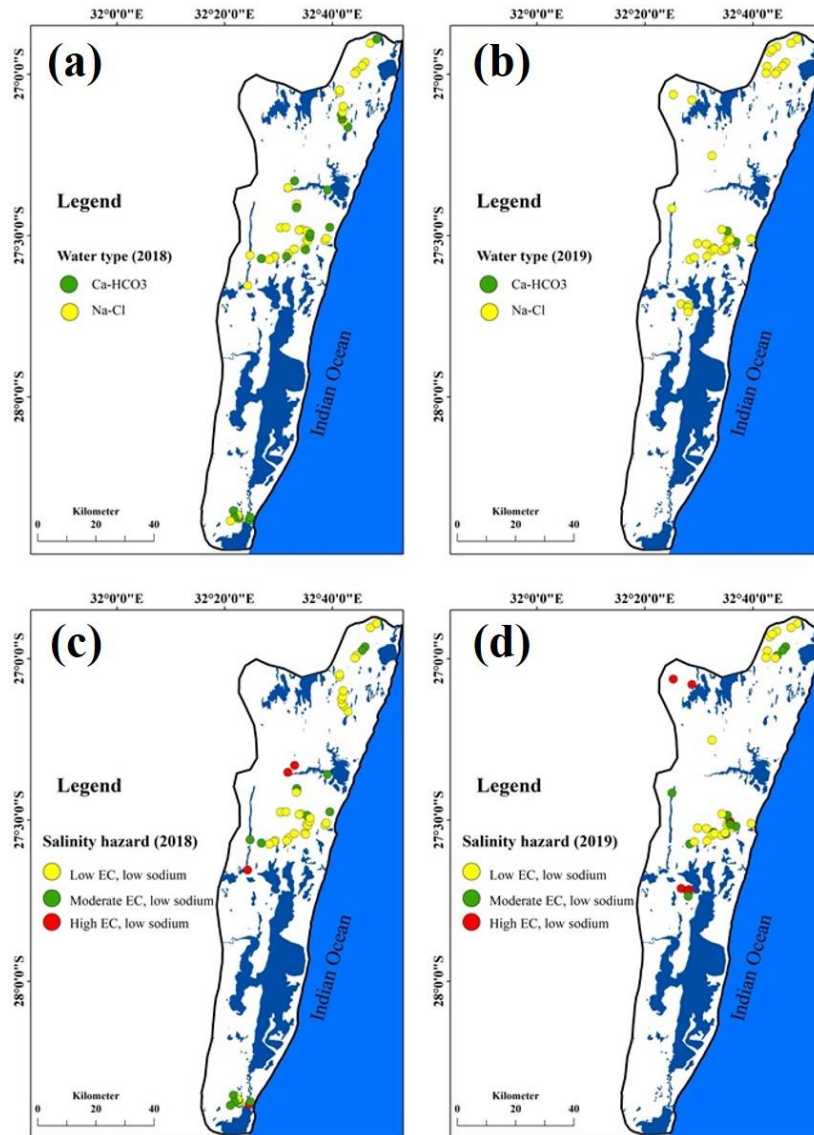 32°0'0"E 32°20'0"E 32°40'0"E
(a)
27°0'0"S
27°30'0"S
28°0'0"S
Legend
Water type (2018)
Ca-HCO3
Na-Cl
Indian Ocean
Kilometer
0 20 40
32°0'0"E 32°20'0"E 32°40'0"E
(b)
27°0'0"S
27°30'0"S
28°0'0"S
Legend
Water type (2019)
Ca-HCO3
Na-Cl
Indian Ocean
Kilometer
0 20 40
32°0'0"E 32°20'0"E 32°40'0"E
(c)
27°0'0"S
27°30'0"S
28°0'0"S
Legend
Salinity hazard (2018)
Low EC, low sodium
Moderate EC, low sodium
High EC, low sodium
Indian Ocean
Kilometer
0 20 40
32°0'0"E 32°20'0"E 32°40'0"E
(d)
27°0'0"S
27°30'0"S
28°0'0"S
Legend
Salinity hazard (2019)
Low EC, low sodium
Moderate EC, low sodium
High EC, low sodium
Indian Ocean
Kilometer
0 20 40